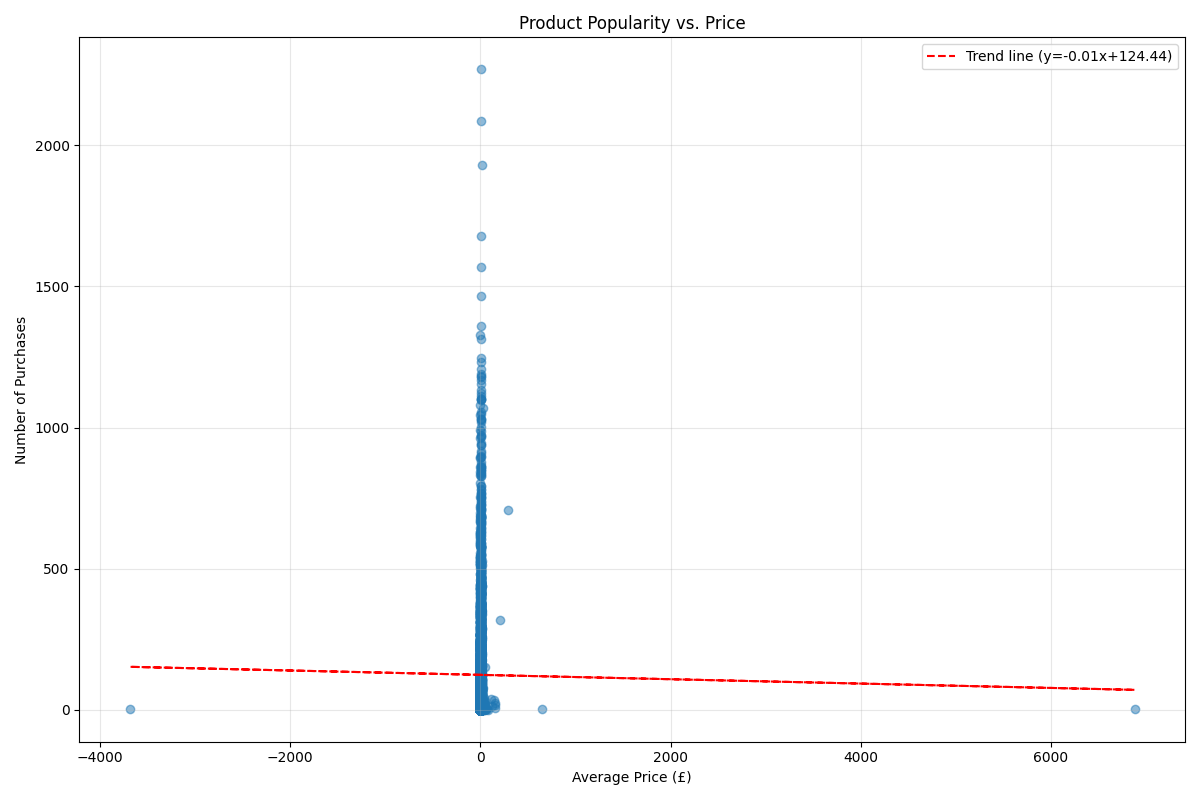 Product Popularity vs. Price
Trend line (y=-0.01x+124.44)
Number of Purchases
2000
1500
1000
500
0
−4000
−2000
0
2000
4000
6000
Average Price (£)